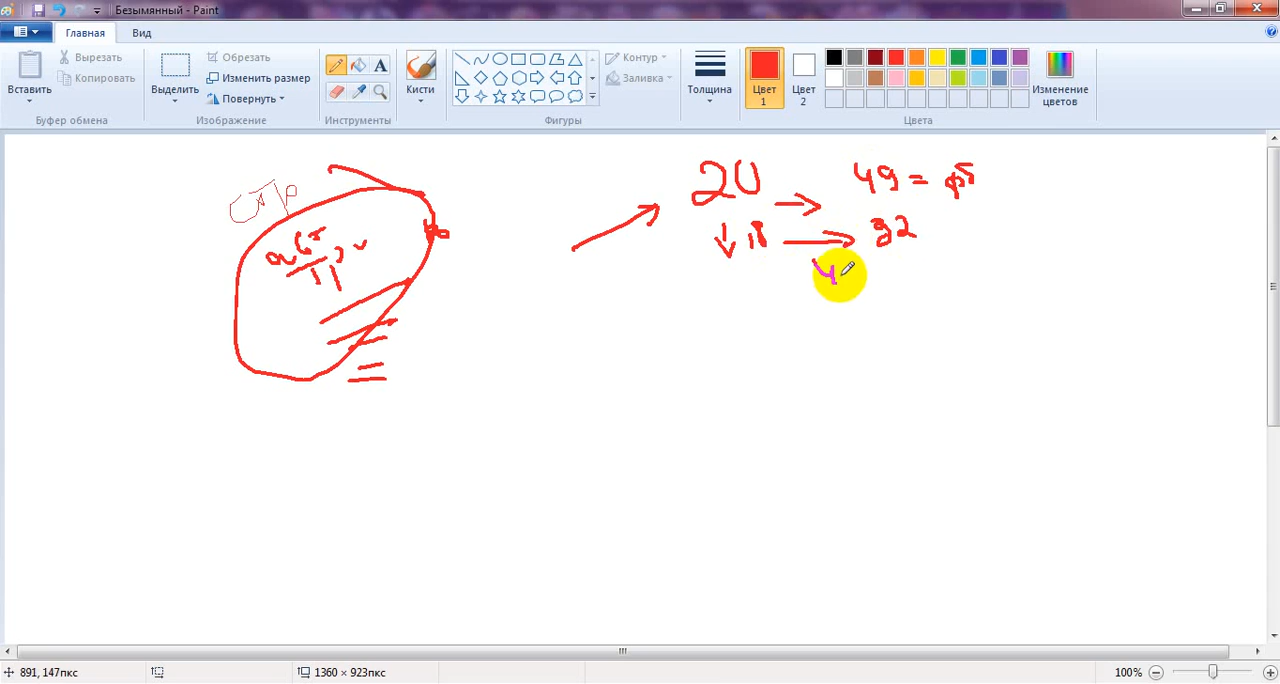 Безымянный - Paint
Главная
Вид
Вставить
Вырезать
Копировать
Буфер обмена
Выделить
Обрезать
Изменить размер
Повернуть
Изображение
A
Инструменты
Кисти
Контур
Заливка
Фигуры
Толщина
Цвет 1
Цвет 2
Изменение цветов
Цвета
20
49 =
32
891, 147пкс
1360 × 923пкс
100%